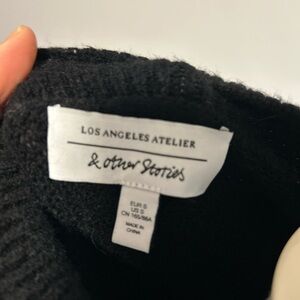 LOS ANGELES ATELIER
& other Stories
EUR S
US S
CN 165/88A
MADE IN
CHINA